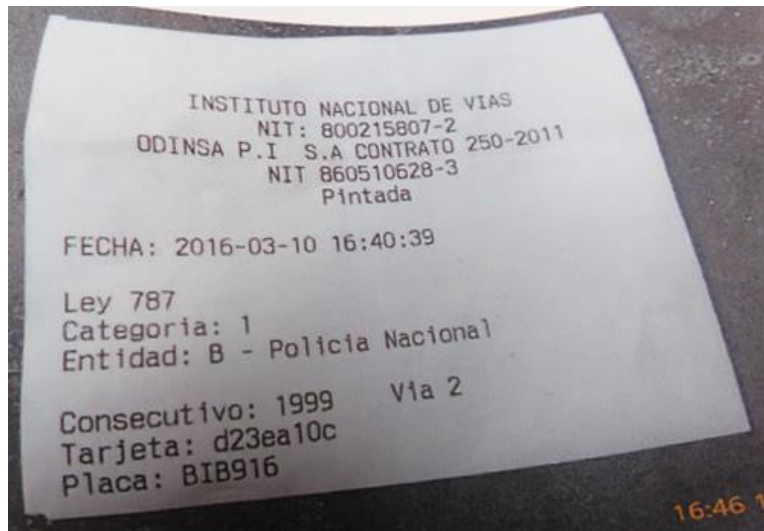 INSTITUTO NACIONAL DE VIAS
NIT: 800215807-2
ODINSA P.I S.A CONTRATO 250-2011
NIT 860510628-3
Pintada
FECHA: 2016-03-10 16:40:39
Ley 787
Categoria: 1
Entidad: B - Policia Nacional
Consecutivo: 1999 Via 2
Tarjeta: d23ea10c
Placa: BIB916
16:46